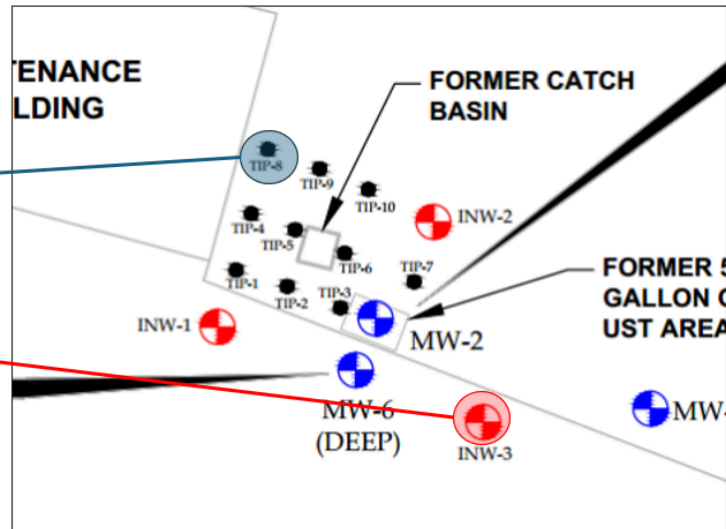 TENANCE
LDING
FORMER CATCH
BASIN
TIP-8
TIP-9
TIP-10
TIP-4
TIP-5
INW-2
TIP-6
TIP-7
TIP-1
TIP-2
TIP-3
FORMER 5
GALLON
UST AREA
INW-1
MW-2
MW-6
(DEEP)
MW-
INW-3